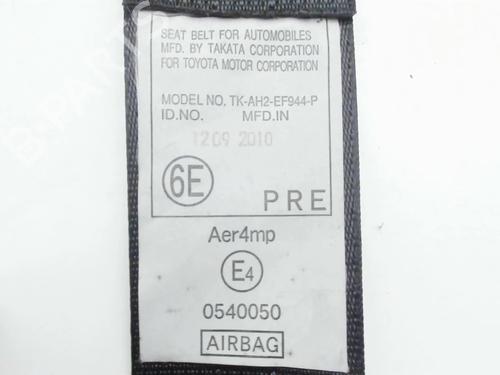 SEAT BELT FOR AUTOMOBILES
MFD. BY TAKATA CORPORATION
FOR TOYOTA MOTOR CORPORATION
MODEL NO. TK-AH2-EF944-P
ID.NO. MFD.IN
1209 2010
6E
PRE
Aer4mp
E4
0540050
AIRBAG